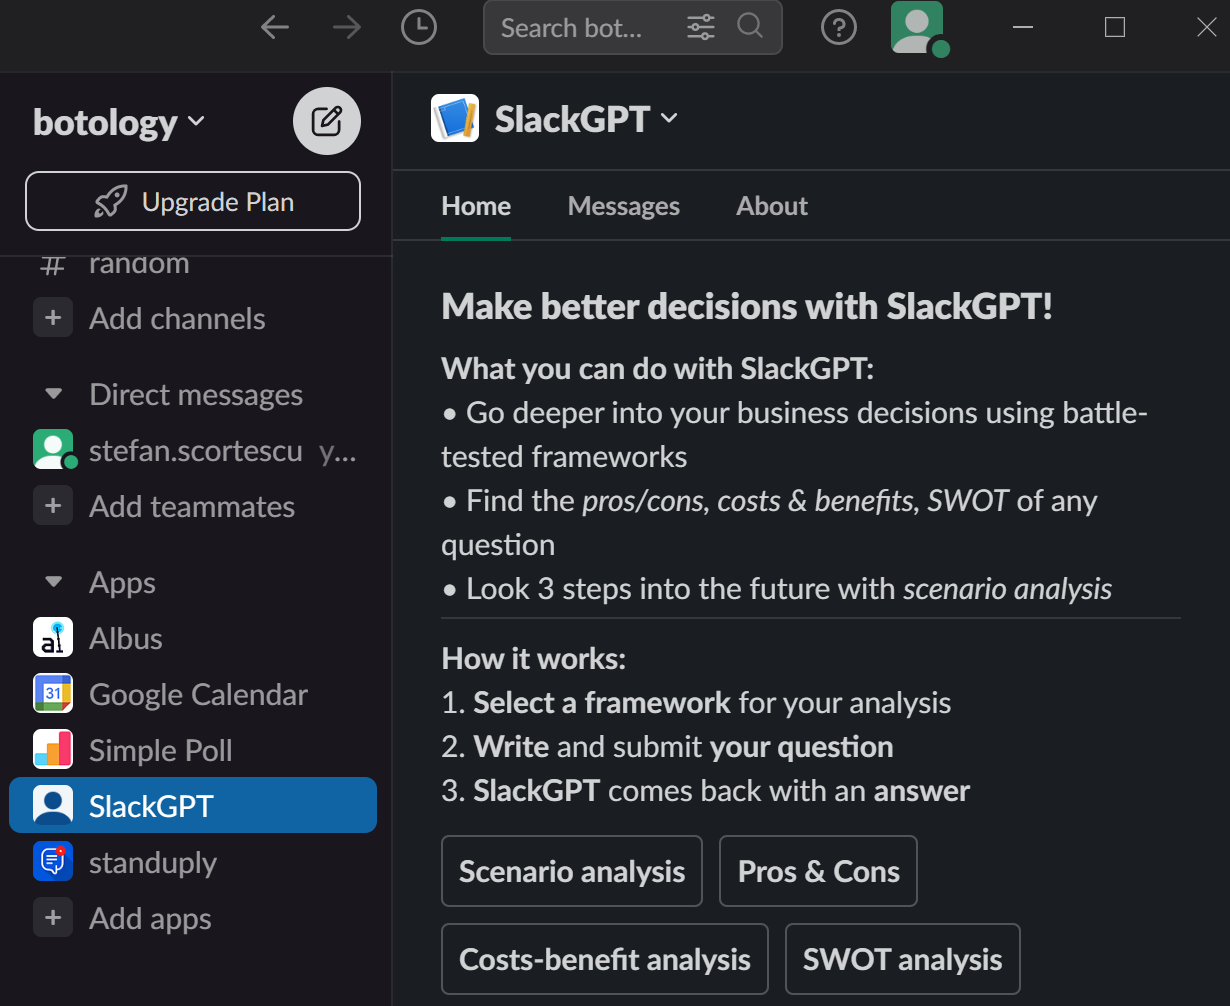 Search bot...
botology
Upgrade Plan
# random
+ Add channels
Direct messages
stefan.scortescu y...
+ Add teammates
Apps
ai Albus
31 Google Calendar
Simple Poll
SlackGPT
standuply
+ Add apps
SlackGPT
Home Messages About
Make better decisions with SlackGPT!
What you can do with SlackGPT:
• Go deeper into your business decisions using battle-
tested frameworks
• Find the pros/cons, costs & benefits, SWOT of any
question
• Look 3 steps into the future with scenario analysis
How it works:
1. Select a framework for your analysis
2. Write and submit your question
3. SlackGPT comes back with an answer
Scenario analysis Pros & Cons
Costs-benefit analysis SWOT analysis